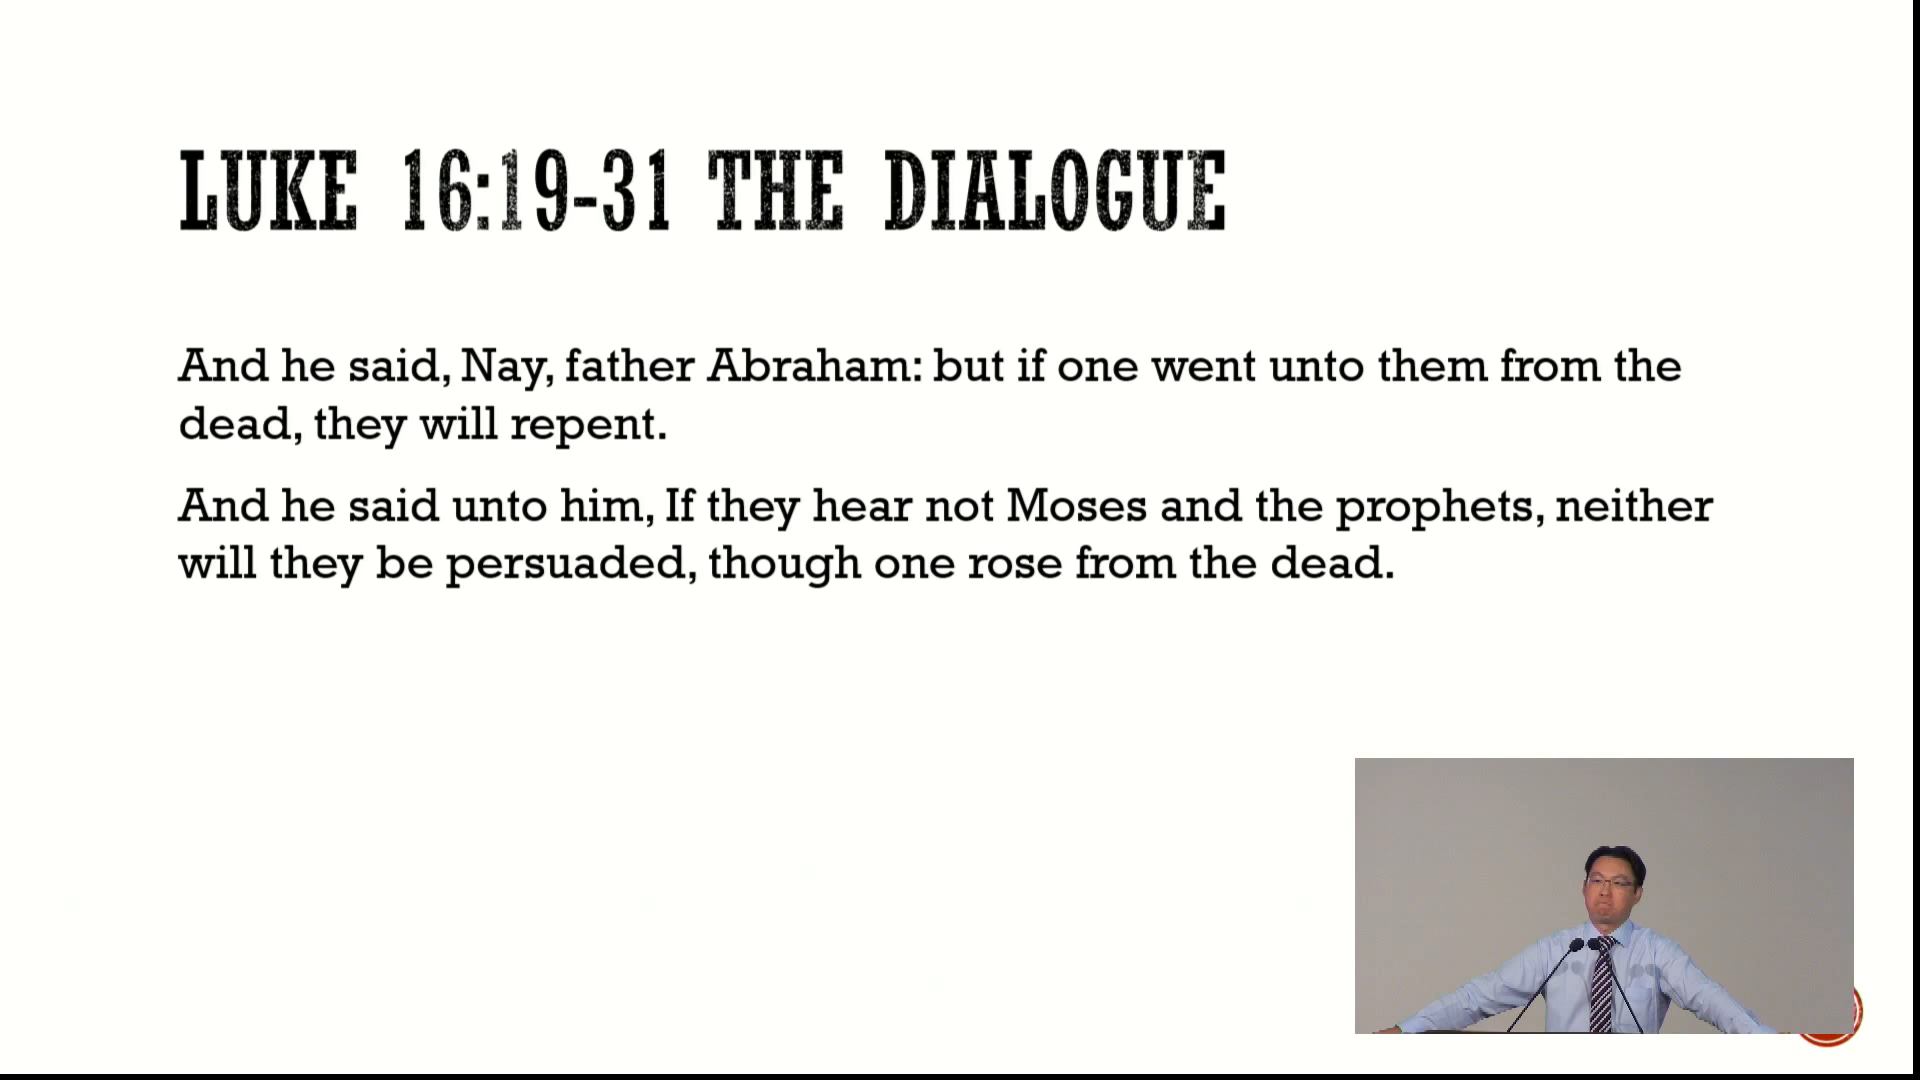 LUKE 16:19-31 THE DIALOGUE
And he said, Nay, father Abraham: but if one went unto them from the
dead, they will repent.
And he said unto him, If they hear not Moses and the prophets, neither
will they be persuaded, though one rose from the dead.